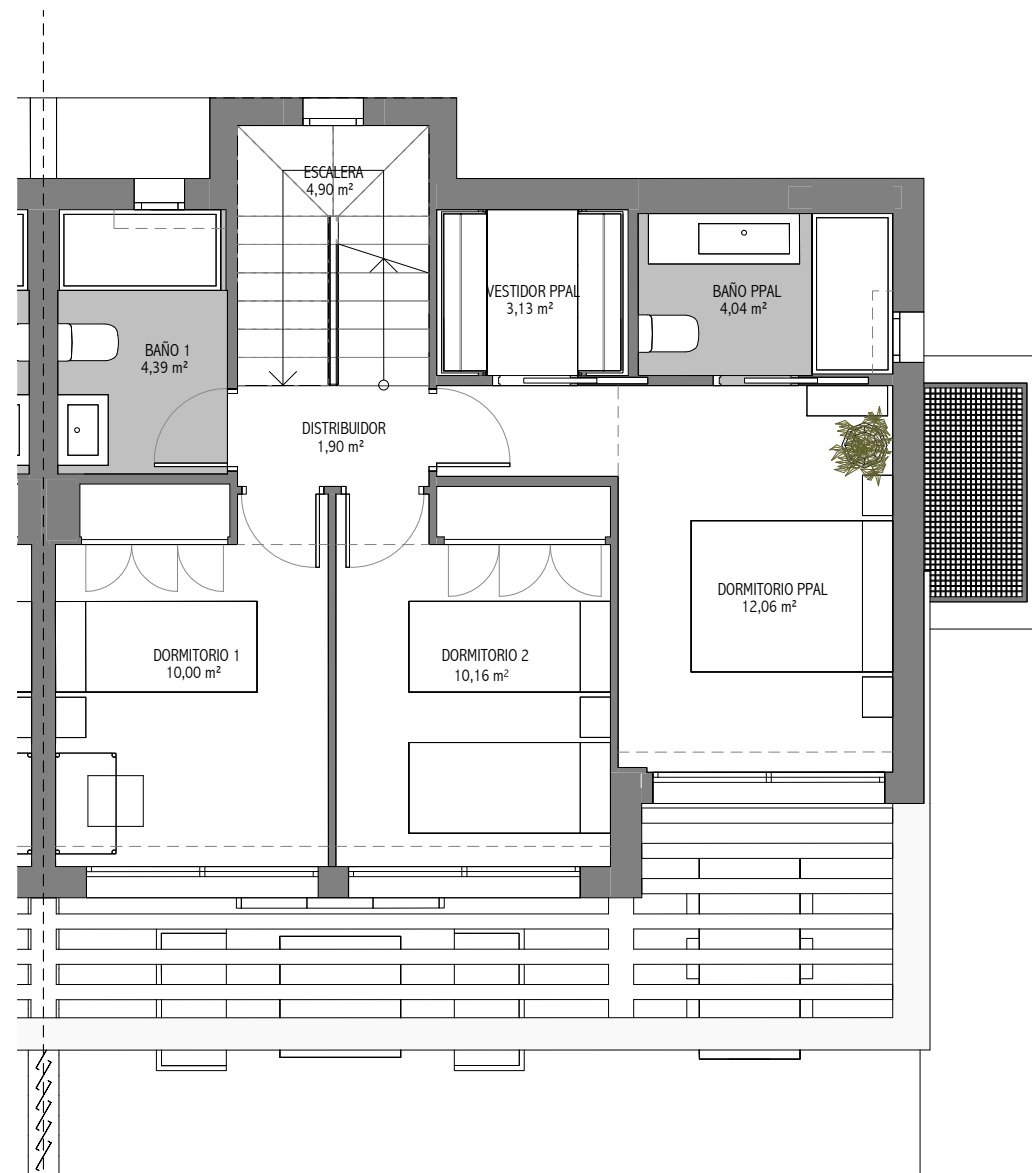 ESCALERA
4,90 m²
VESTIDOR PPAL
3,13 m²
BAÑO PPAL
4,04 m²
BAÑO 1
4,39 m²
DISTRIBUIDOR
1,90 m²
DORMITORIO PPAL
12,06 m²
DORMITORIO 1
10,00 m²
DORMITORIO 2
10,16 m²